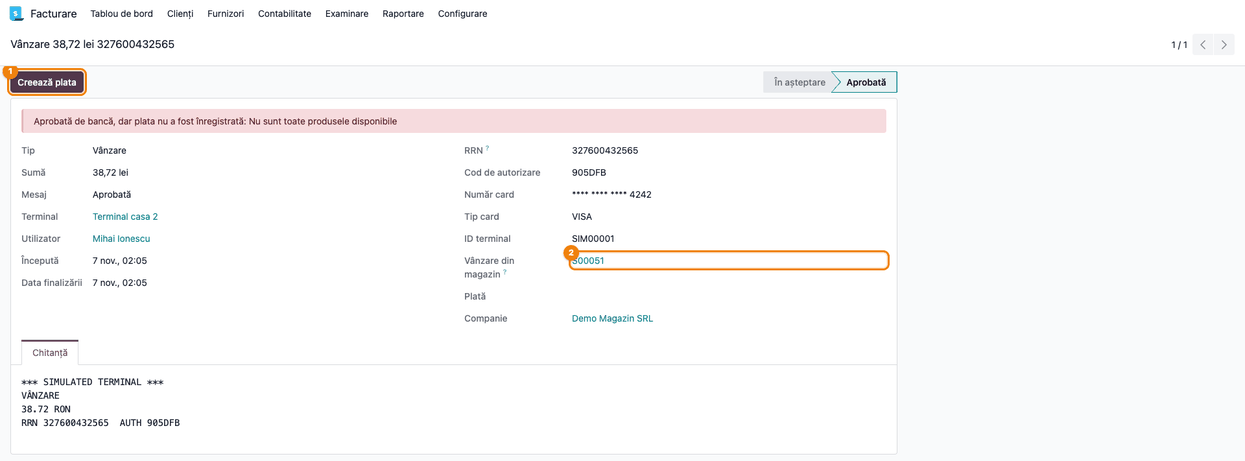 Facturare Tablou de bord Clienți Furnizori Contabilitate Examinare Raportare Configurare
Vânzare 38,72 lei 327600432565
1 / 1
1
Creează plata
În așteptare Aprobată
Aprobată de bancă, dar plata nu a fost înregistrată: Nu sunt toate produsele disponibile
Tip Vânzare
Sumă 38,72 lei
Mesaj Aprobată
Terminal Terminal casa 2
Utilizator Mihai Ionescu
Începută 7 nov., 02:05
Data finalizării 7 nov., 02:05
RRN ? 327600432565
Cod de autorizare 905DFB
Număr card **** **** **** 4242
Tip card VISA
ID terminal SIM00001
2
Vânzare din magazin ? S00051
Plată
Companie Demo Magazin SRL
Chitanță
*** SIMULATED TERMINAL ***
VÂNZARE
38.72 RON
RRN 327600432565 AUTH 905DFB